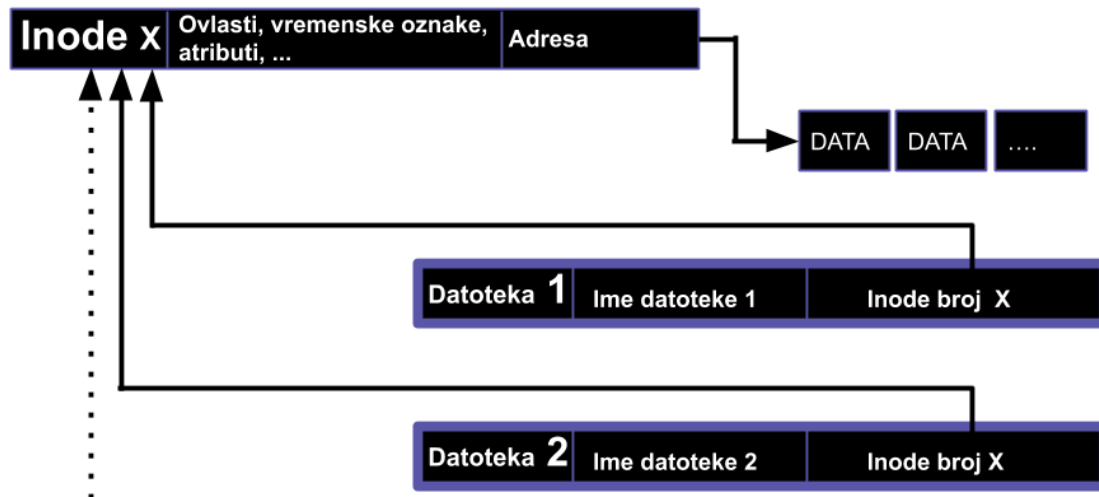 Inode X
Ovlasti, vremenske oznake,
atributi, ...
Adresa
DATA
DATA
....
Datoteka 1
Ime datoteke 1
Inode broj X
Datoteka 2
Ime datoteke 2
Inode broj X